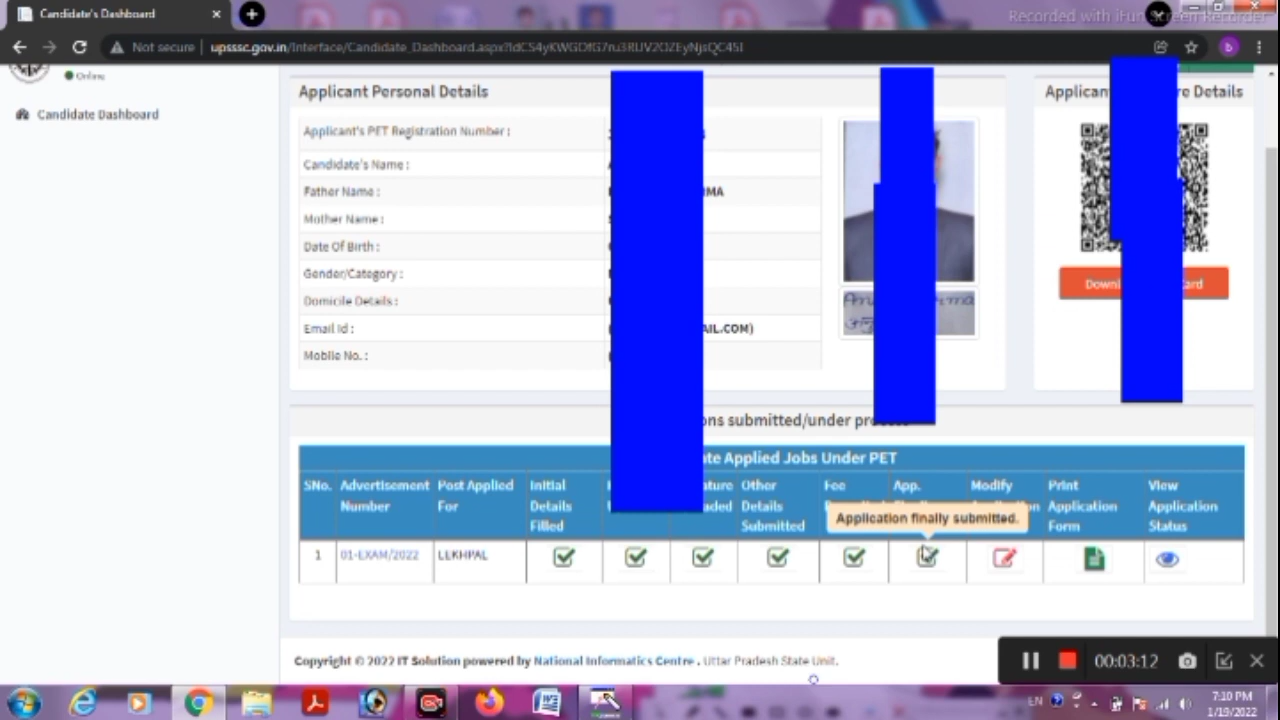 Candidate's Dashboard
Recorded with iFun Screen Recorder
Not secure upsssc.gov.in/Interface/Candidate_Dashboard.aspx?
Online
Candidate Dashboard
Applicant Personal Details
Applicant's PET Registration Number :
Candidate's Name :
Father Name :
MA
Mother Name :
Date Of Birth :
Gender/Category :
Domicile Details :
Email Id :
AIL.COM)
Mobile No. :
Applican
re Details
Downl
ard
ons submitted/under
te Applied Jobs Under PET
SNo.
Advertisement Number
Post Applied For
Initial Details Filled
ature
aded
Other Details Submitted
Fee
App.
Modify
on
Print Application Form
View Application Status
Application finally submitted.
1 01-EXAM/2022 LEKHPAL
Copyright © 2022 IT Solution powered by National Informatics Centre . Uttar Pradesh State Unit.
00:03:12
EN
7:10 PM
1/19/2022